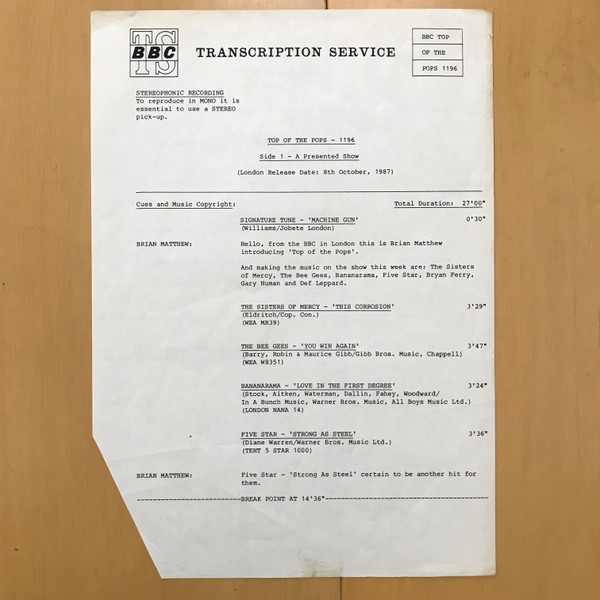 TS
BBC
TRANSCRIPTION SERVICE
BBC TOP
OF THE
POPS 1196
STEREOPHONIC RECORDING
To reproduce in MONO it is
essential to use a STEREO
pick-up.
TOP OF THE POPS - 1196
Side 1 - A Presented Show
(London Release Date: 8th October, 1987)
Cues and Music Copyright: Total Duration: 27'00"
SIGNATURE TUNE - 'MACHINE GUN' 0'30"
(Williams/Jobete London)
BRIAN MATTHEW: Hello, from the BBC in London this is Brian Matthew
introducing 'Top of the Pops'.
And making the music on the show this week are: The Sisters
of Mercy, The Bee Gees, Bananarama, Five Star, Bryan Ferry,
Gary Numan and Def Leppard.
THE SISTERS OF MERCY - 'THIS CORROSION' 3'29"
(Eldritch/Cop. Con.)
(WEA MR39)
THE BEE GEES - 'YOU WIN AGAIN' 3'47"
(Barry, Robin & Maurice Gibb/Gibb Bros. Music, Chappell)
(WEA W8351)
BANANARAMA - 'LOVE IN THE FIRST DEGREE' 3'24"
(Stock, Aitken, Waterman, Dallin, Fahey, Woodward/
In A Bunch Music, Warner Bros. Music, All Boys Music Ltd.)
(LONDON NANA 14)
FIVE STAR - 'STRONG AS STEEL' 3'36"
(Diane Warren/Warner Bros. Music Ltd.)
(TENT 5 STAR 1000)
BRIAN MATTHEW: Five Star - 'Strong As Steel' certain to be another hit for
them.
BREAK POINT AT 14'36"